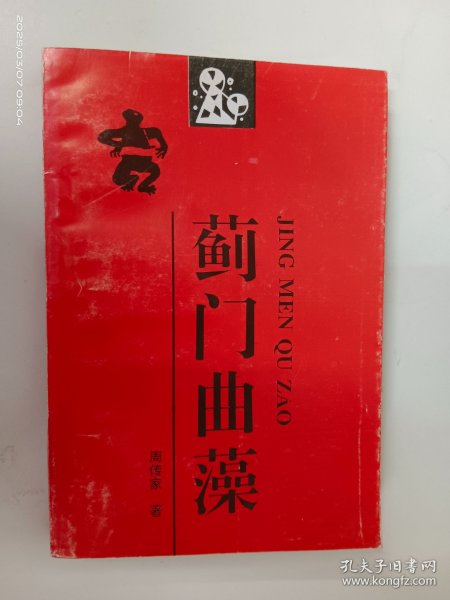 2025/03/07 09:04
蓟门曲藻
JING MEN QU ZAO
周传家 著
孔夫子旧书网
www.kongfz.com